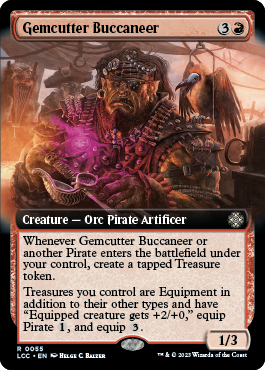 Gemcutter Buccaneer 3
Creature — Orc Pirate Artificer
Whenever Gemcutter Buccaneer or
another Pirate enters the battlefield under
your control, create a tapped Treasure
token.
Treasures you control are Equipment in
addition to their other types and have
“Equipped creature gets +2/+0,” equip
Pirate 1, and equip 3.
1/3
R 0055
LCC • EN HELGE C. BALZER
™ & © 2023 Wizards of the Coast